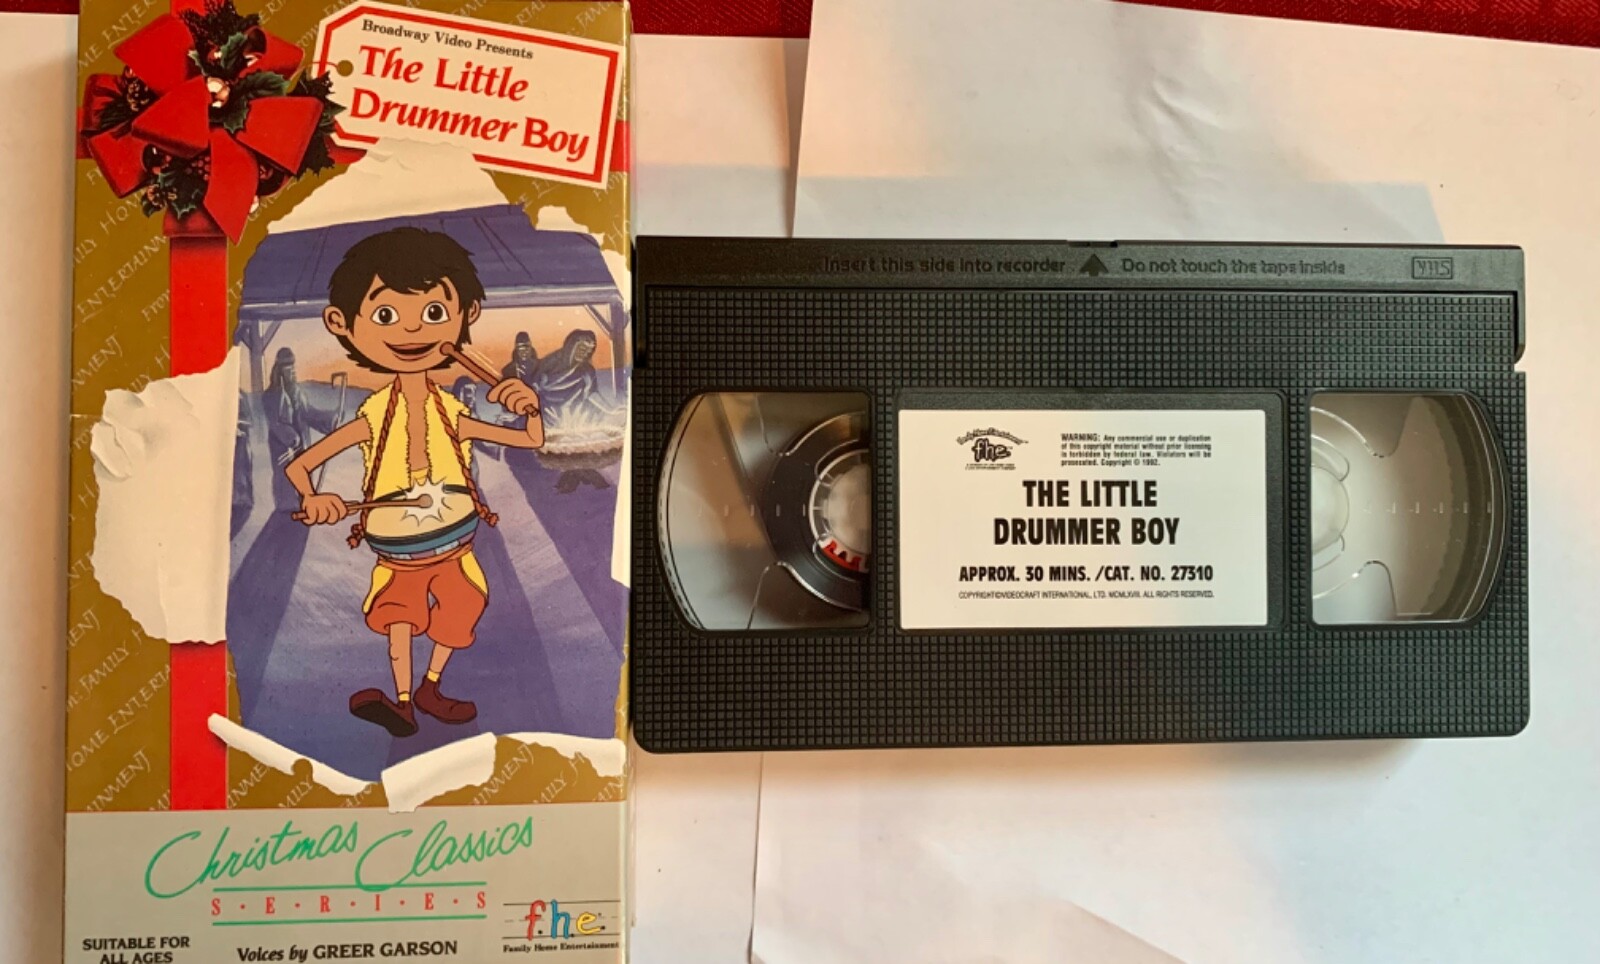 Broadway Video Presents
The Little
Drummer Boy
Christmas Classics
S·E·R·I·E·S
SUITABLE FOR
ALL AGES
Voices by GREER GARSON
fhe
Family Home Entertainment
Insert this side into recorder Do not touch the tape inside VHS
fhe
WARNING: Any commercial use or duplication
of this copyright material without prior licensing
is forbidden by federal law. Violators will be
prosecuted. Copyright © 1992.
THE LITTLE
DRUMMER BOY
APPROX. 30 MINS. /CAT. NO. 27310
COPYRIGHT©VIDEOCRAFT INTERNATIONAL, LTD. MCMLXVIII. ALL RIGHTS RESERVED.